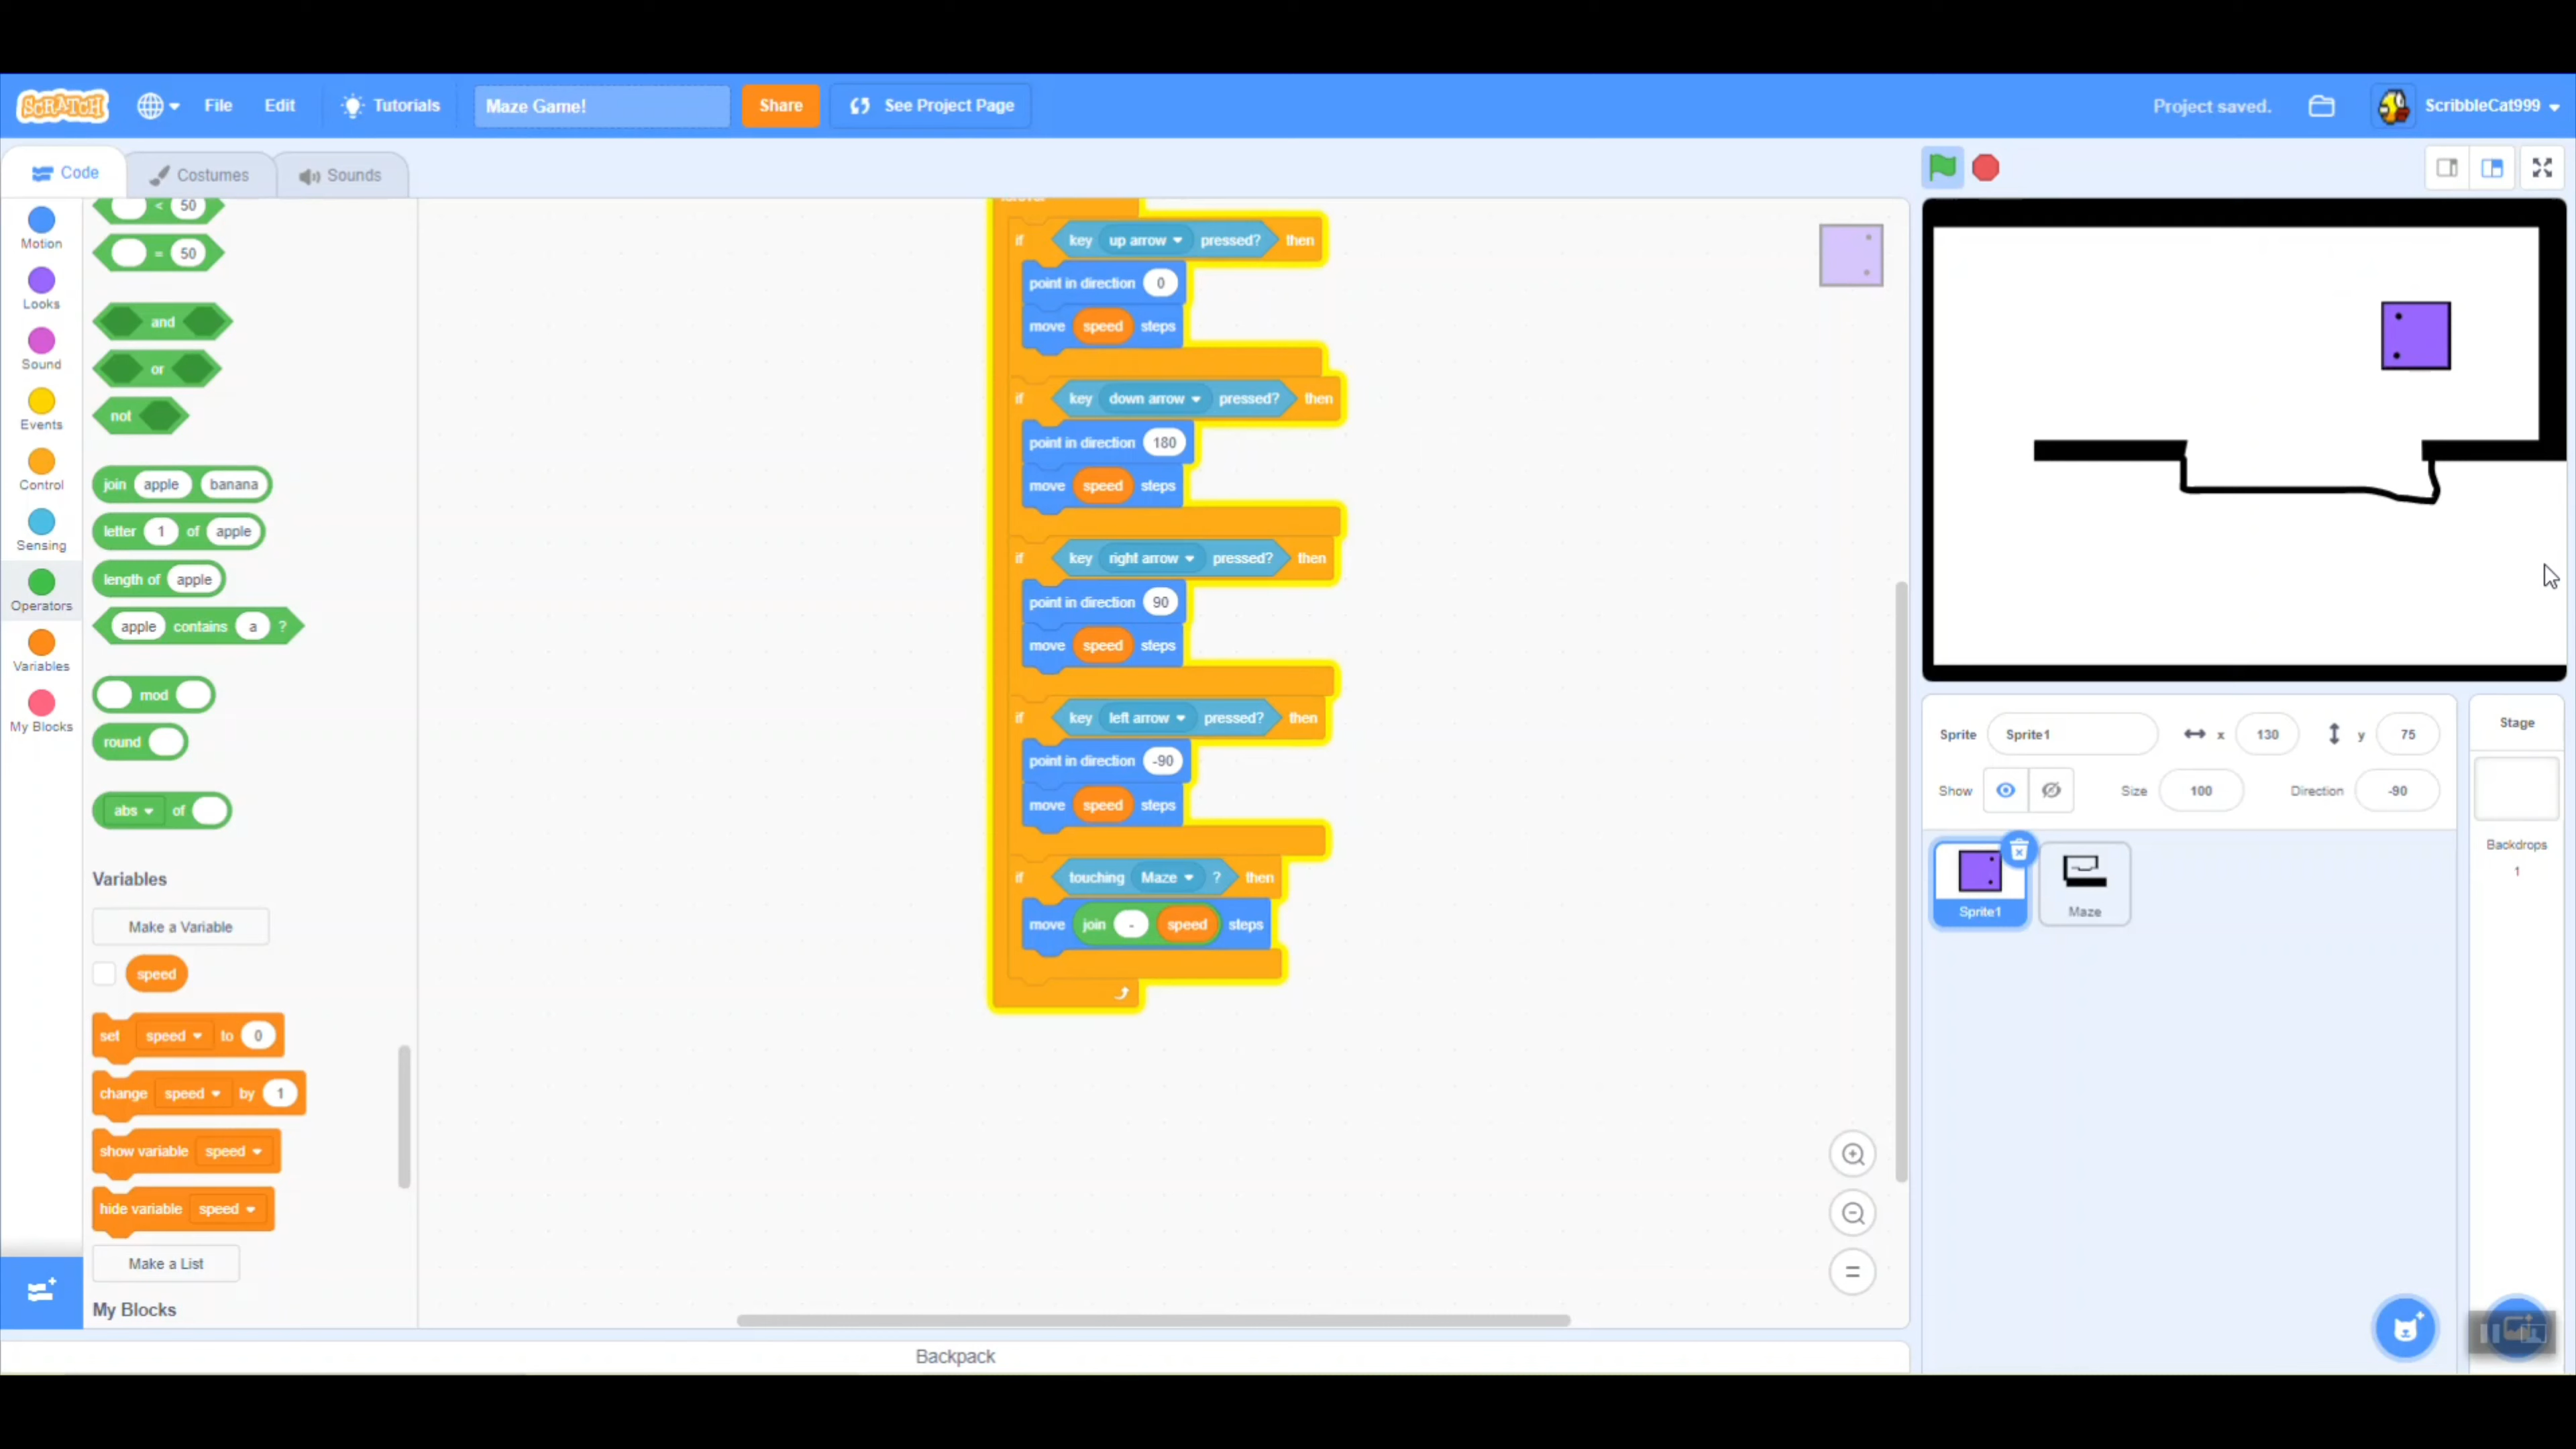 SCRATCH File Edit Tutorials Maze Game! Share See Project Page Project saved. ScribbleCat999
Code Costumes Sounds
Motion
Looks
Sound
Events
Control
Sensing
Operators
Variables
My Blocks
< 50
= 50
and
or
not
join apple banana
letter 1 of apple
length of apple
apple contains a ?
mod
round
abs of
Variables
Make a Variable
speed
set speed to 0
change speed by 1
show variable speed
hide variable speed
Make a List
My Blocks
if key up arrow pressed? then
point in direction 0
move speed steps
if key down arrow pressed? then
point in direction 180
move speed steps
if key right arrow pressed? then
point in direction 90
move speed steps
if key left arrow pressed? then
point in direction -90
move speed steps
if touching Maze ? then
move join - speed steps
Backpack
Sprite Sprite1 x 130 y 75
Show Size 100 Direction -90
Sprite1
Maze
Stage
Backdrops
1